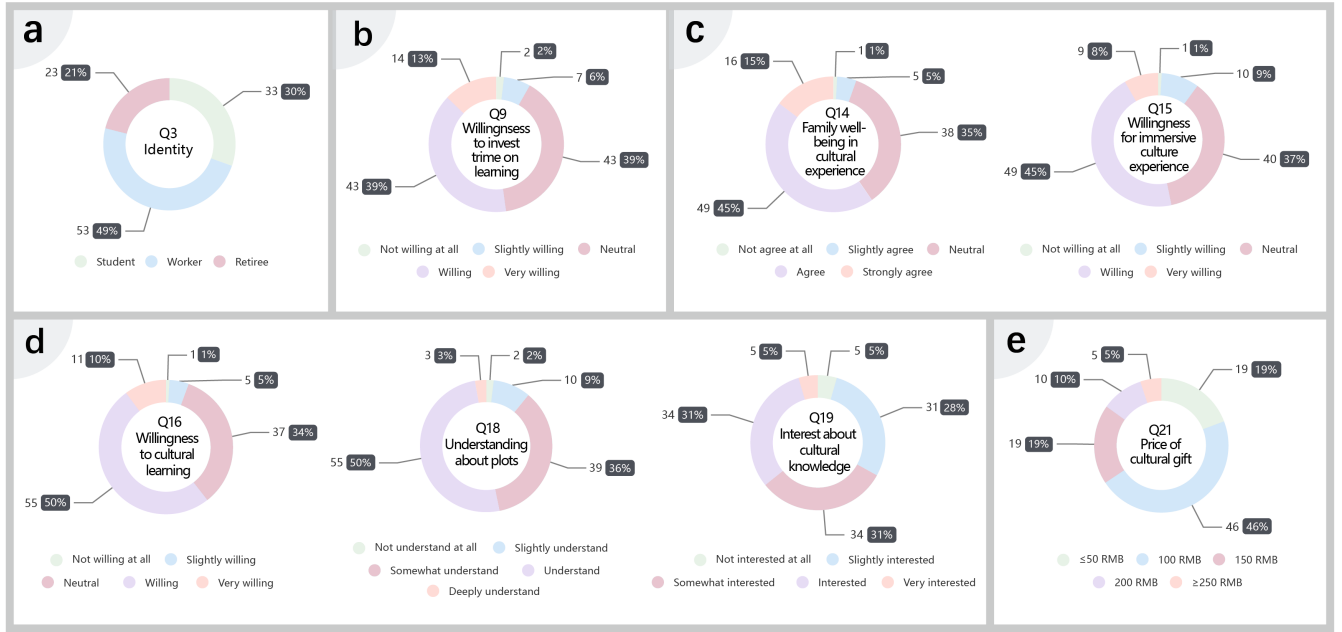 a
23 21%
33 30%
Q3
Identity
53 49%
Student Worker Retiree
b
14 13%
2 2%
7 6%
Q9
Willingnsess
to invest
trime on
learning
43 39%
43 39%
Not willing at all Slightly willing Neutral
Willing Very willing
c
16 15%
1 1%
5 5%
Q14
Family well-
being in
cultural
experience
38 35%
49 45%
Not agree at all Slightly agree Neutral
Agree Strongly agree
9 8%
1 1%
10 9%
Q15
Willingness
for immersive
culture
experience
40 37%
49 45%
Not willing at all Slightly willing Neutral
Willing Very willing
d
11 10%
1 1%
5 5%
Q16
Willingness
to cultural
learning
37 34%
55 50%
Not willing at all Slightly willing
Neutral Willing Very willing
3 3%
2 2%
10 9%
Q18
Understanding
about plots
55 50%
39 36%
Not understand at all Slightly understand
Somewhat understand Understand
Deeply understand
5 5%
5 5%
34 31%
31 28%
Q19
Interest about
cultural
knowledge
34 31%
Not interested at all Slightly interested
Somewhat interested Interested Very interested
e
5 5%
19 19%
10 10%
Q21
Price of
cultural gift
19 19%
46 46%
≤50 RMB 100 RMB 150 RMB
200 RMB ≥250 RMB